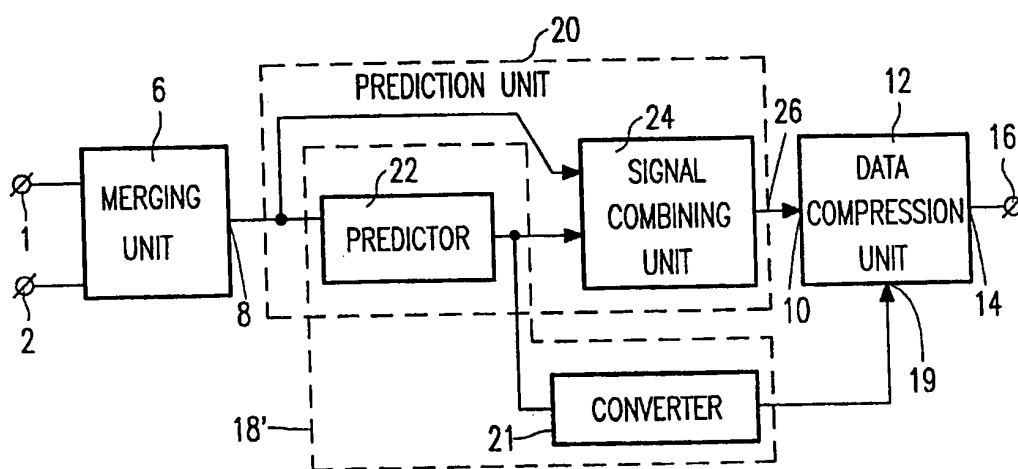 20
PREDICTION UNIT
6
12
24
26
16
22
MERGING
UNIT
SIGNAL
COMBINING
UNIT
DATA
COMPRESSION
UNIT
PREDICTOR
1
2
8
10
14
19
CONVERTER
21
18'